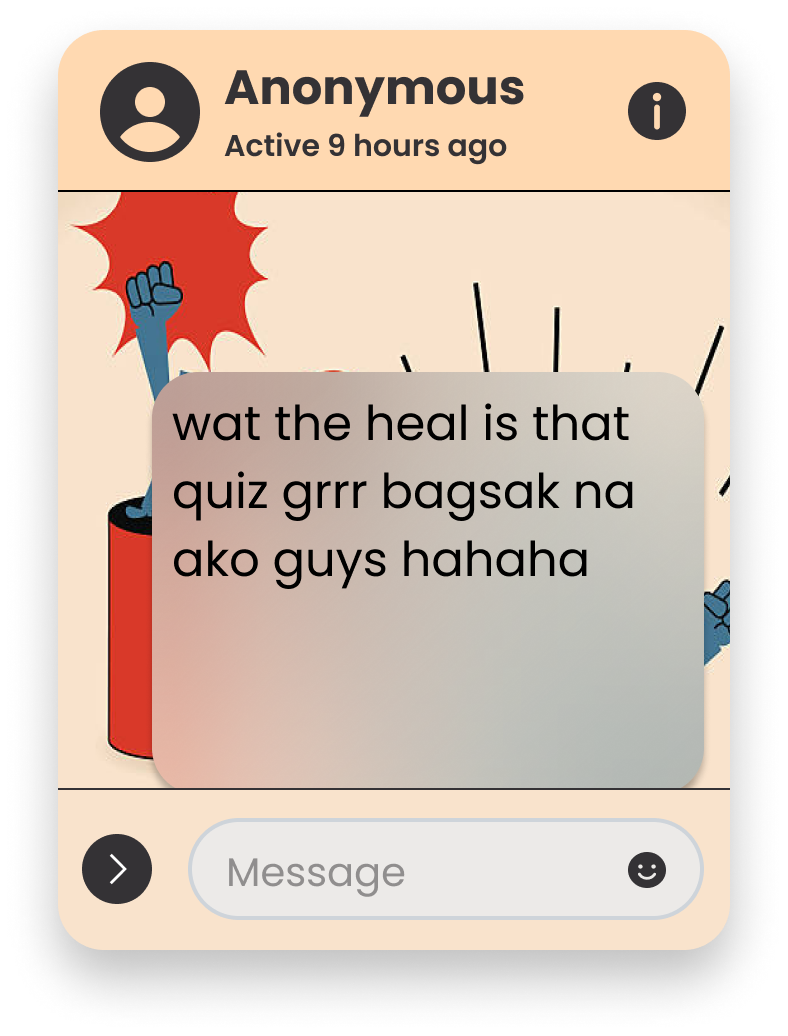 Anonymous
Active 9 hours ago
wat the heal is that
quiz grrr bagsak na
ako guys hahaha
Message